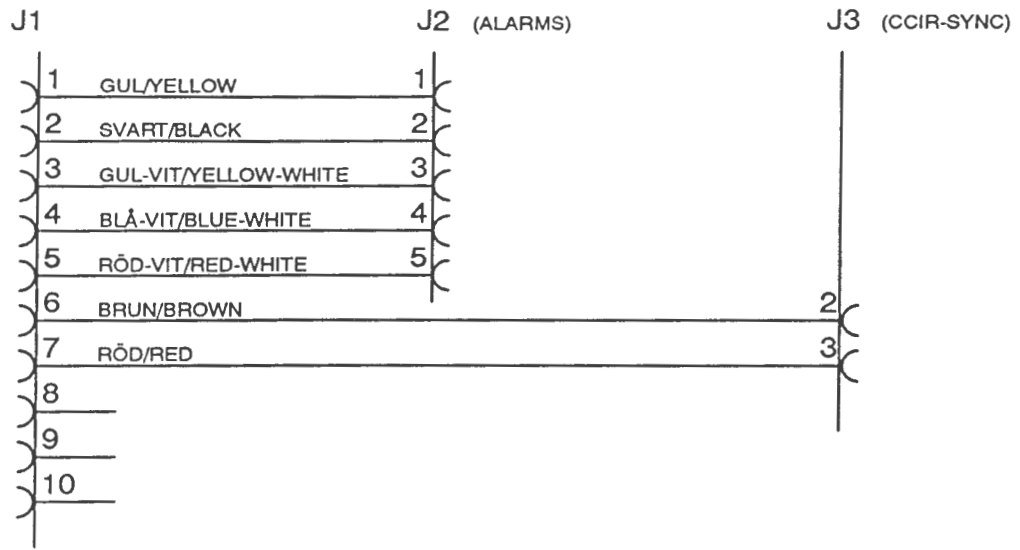 J1 J2 (ALARMS) J3 (CCIR-SYNC)
1 GUL/YELLOW 1
2 SVART/BLACK 2
3 GUL-VIT/YELLOW-WHITE 3
4 BLÅ-VIT/BLUE-WHITE 4
5 RÖD-VIT/RED-WHITE 5
6 BRUN/BROWN 2
7 RÖD/RED 3
8
9
10